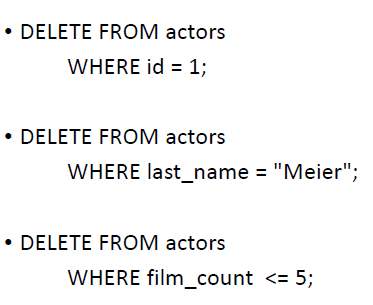 • DELETE FROM actors
WHERE id = 1;
• DELETE FROM actors
WHERE last_name = "Meier";
• DELETE FROM actors
WHERE film_count <= 5;